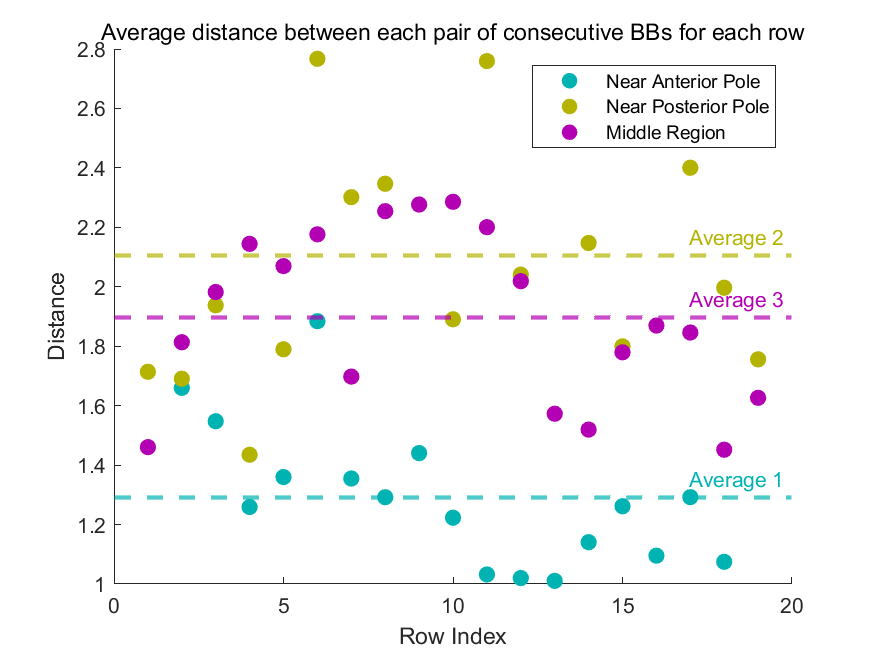 Average distance between each pair of consecutive BBs for each row
2.8
2.6
2.4
2.2
2
1.8
1.6
1.4
1.2
1
Distance
Near Anterior Pole
Near Posterior Pole
Middle Region
Average 2
Average 3
Average 1
0 5 10 15 20
Row Index